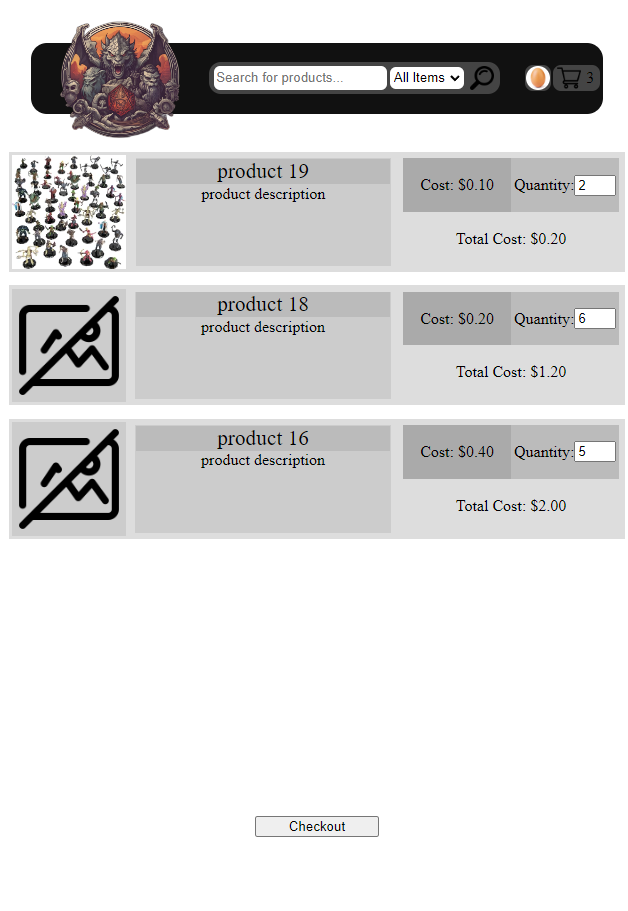 Search for products...
All Items
3
product 19
product description
Cost: $0.10
Quantity: 2
Total Cost: $0.20
product 18
product description
Cost: $0.20
Quantity: 6
Total Cost: $1.20
product 16
product description
Cost: $0.40
Quantity: 5
Total Cost: $2.00
Checkout